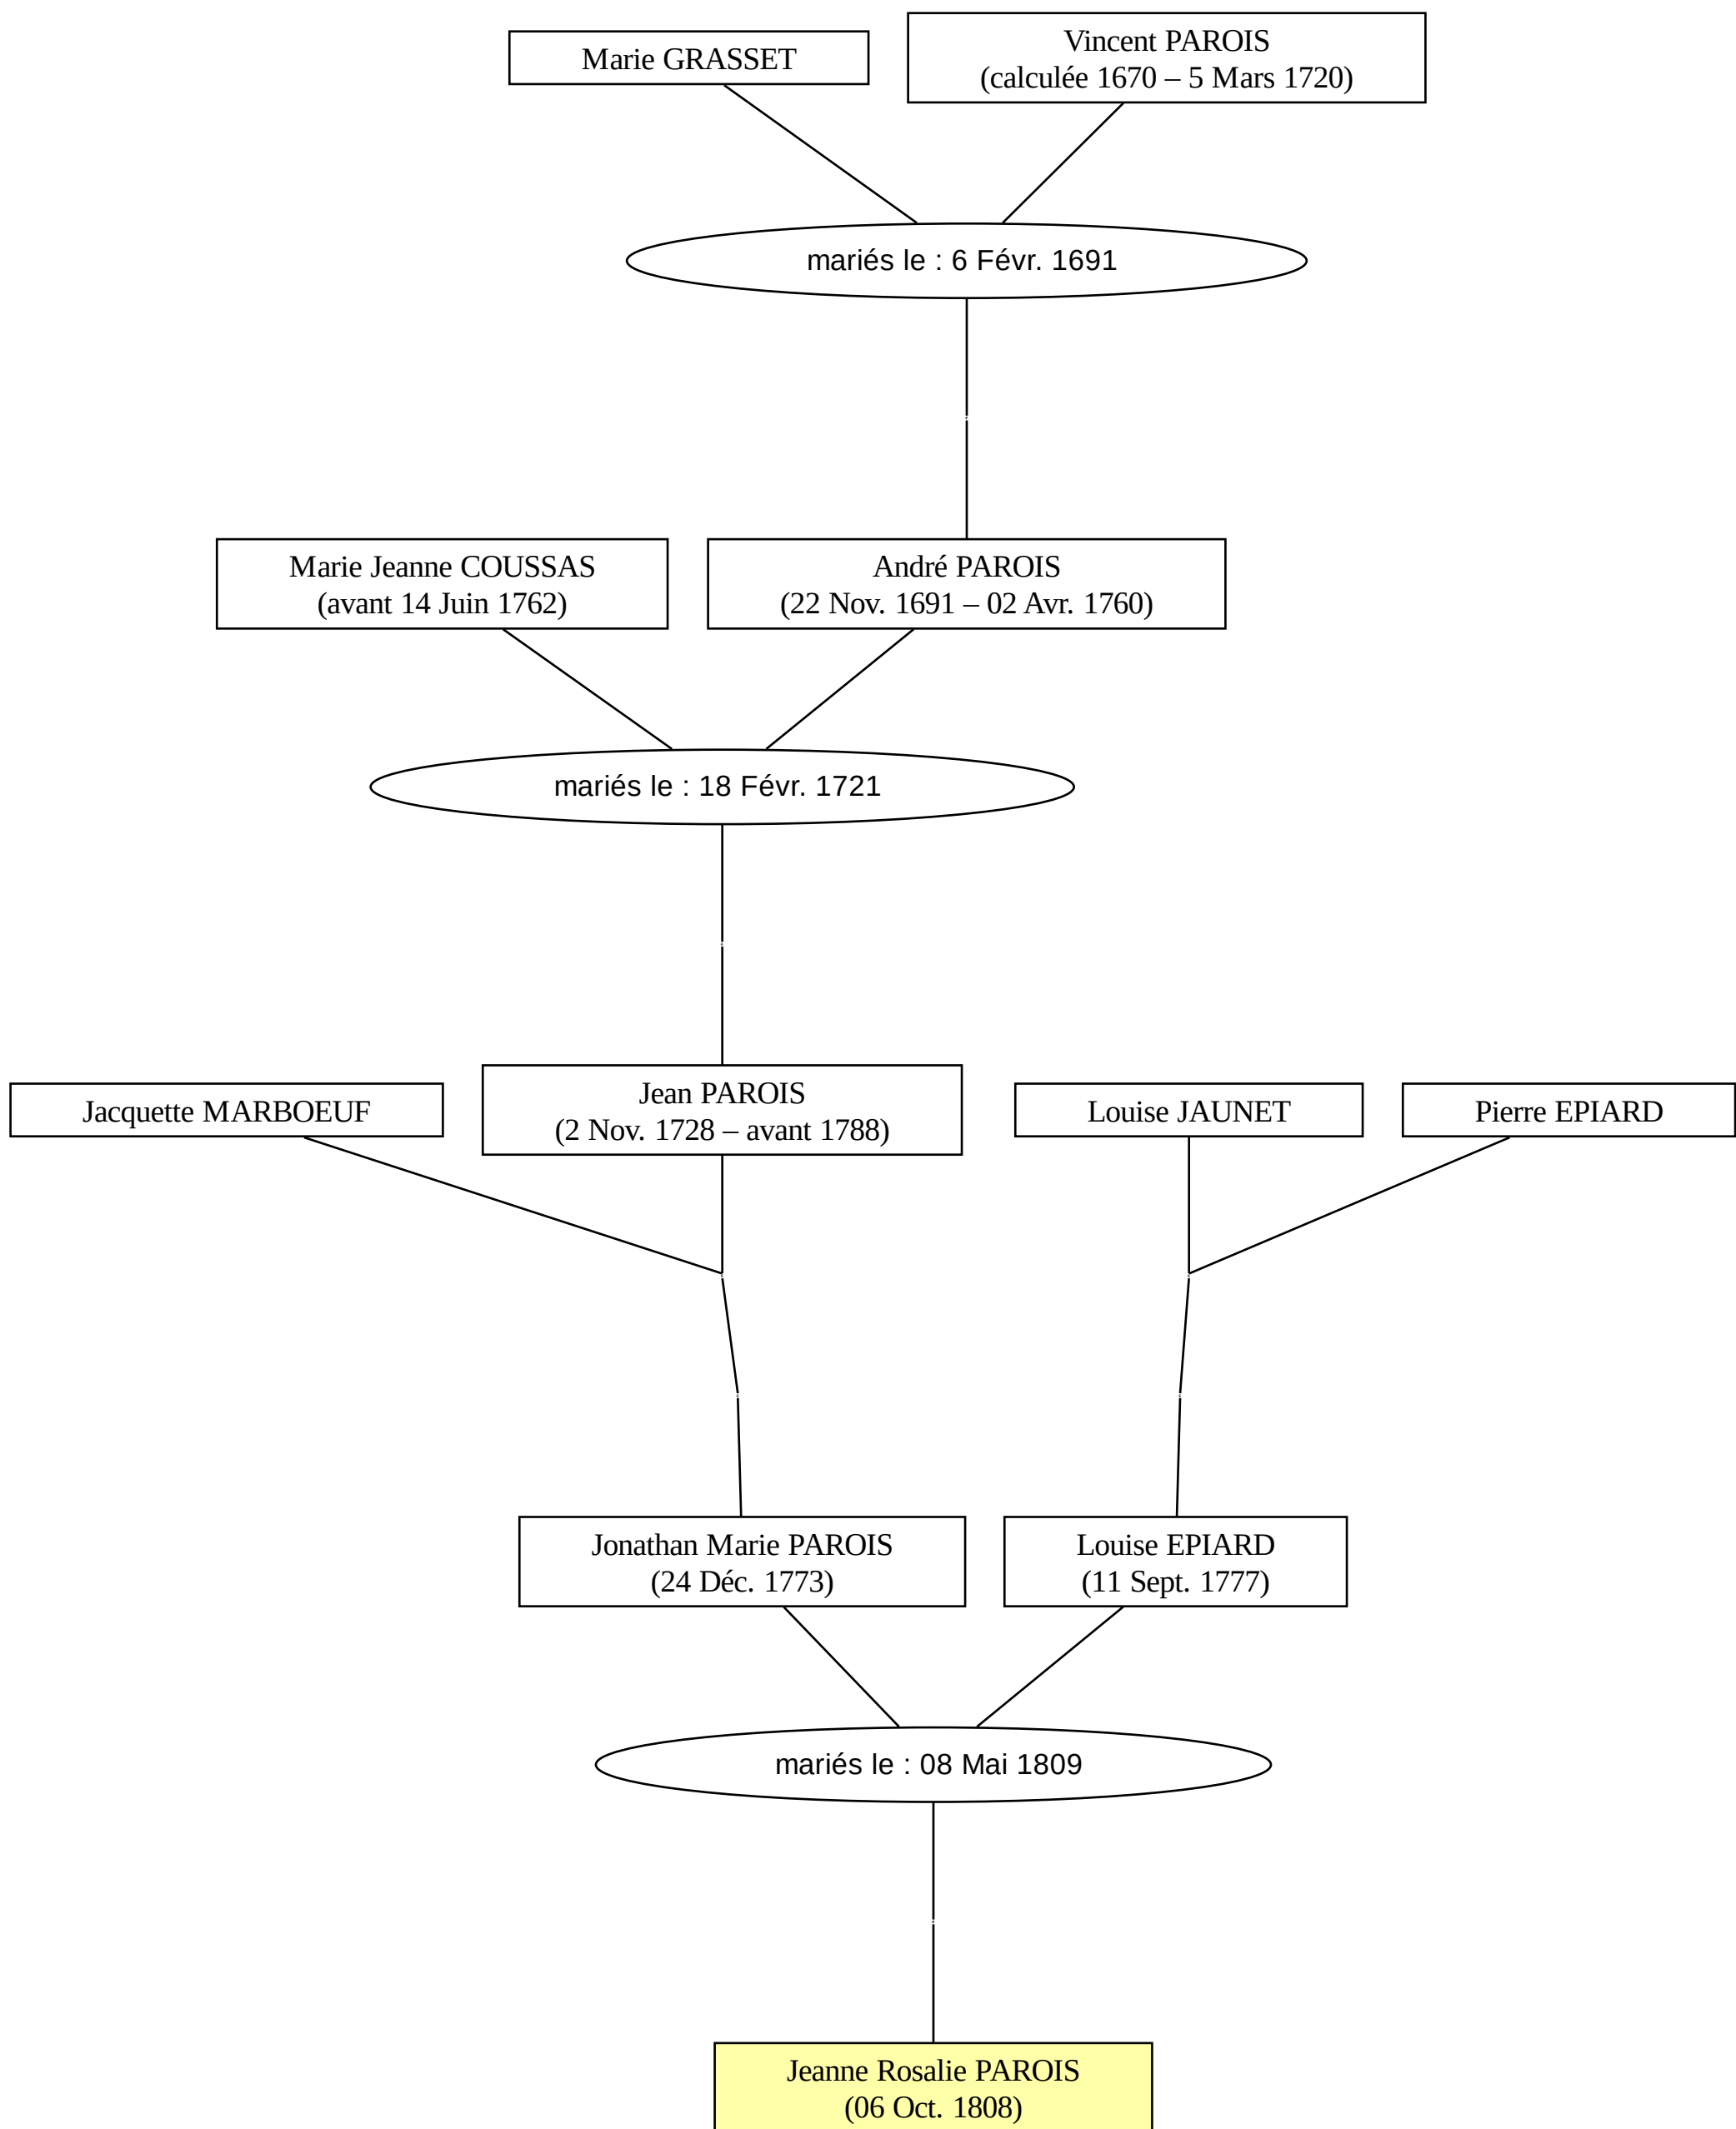 Marie GRASSET
Vincent PAROIS
(calculée 1670 – 5 Mars 1720)
mariés le : 6 Févr. 1691
Marie Jeanne COUSSAS
(avant 14 Juin 1762)
André PAROIS
(22 Nov. 1691 – 02 Avr. 1760)
mariés le : 18 Févr. 1721
Jacquette MARBOEUF
Jean PAROIS
(2 Nov. 1728 – avant 1788)
Louise JAUNET
Pierre EPIARD
Jonathan Marie PAROIS
(24 Déc. 1773)
Louise EPIARD
(11 Sept. 1777)
mariés le : 08 Mai 1809
Jeanne Rosalie PAROIS
(06 Oct. 1808)